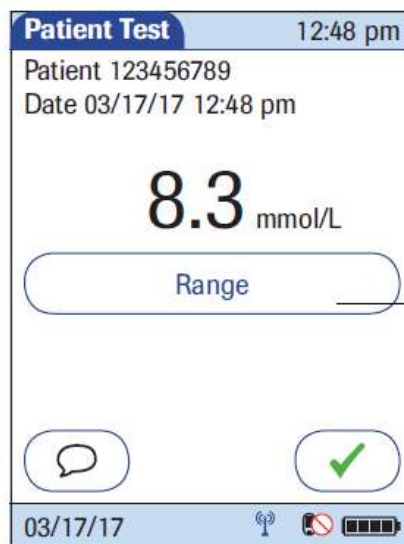 Patient Test 12:48 pm
Patient 123456789
Date 03/17/17 12:48 pm
8.3 mmol/L
Range
03/17/17